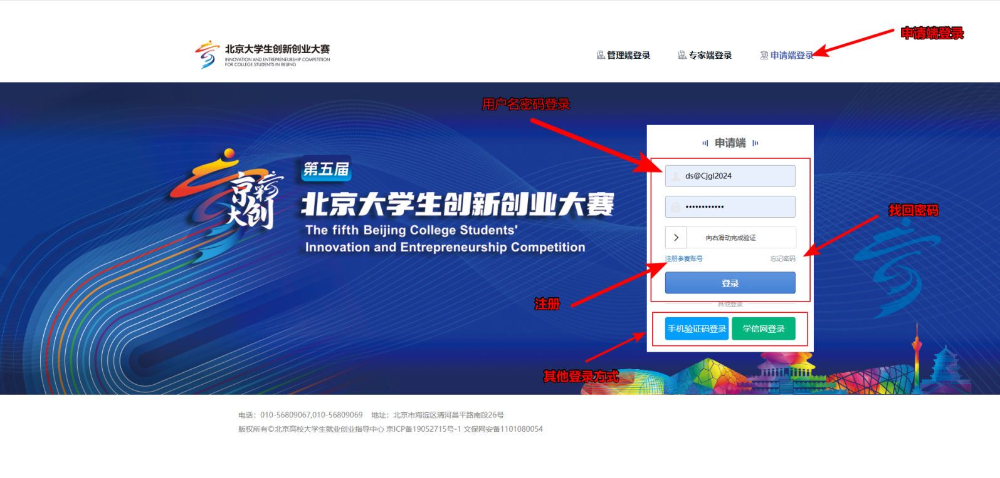 申请端登录
北京大学生创新创业大赛
INNOVATION AND ENTREPRENEURSHIP COMPETITION
FOR COLLEGE STUDENTS IN BEIJING
管理端登录 专家端登录 申请端登录
用户名密码登录
申请端
京彩大创
第五届
北京大学生创新创业大赛
The fifth Beijing College Students'
Innovation and Entrepreneurship Competition
ds@Cjgl2024
••••••••••••
向右滑动完成验证
找回密码
注册参赛账号 忘记密码
登录
注册
其他登录
手机验证码登录 学信网登录
其他登录方式
电话：010-56809067,010-56809069 地址：北京市海淀区清河昌平路南段26号
版权所有©北京高校大学生就业创业指导中心 京ICP备19052715号-1 文保网安备1101080054